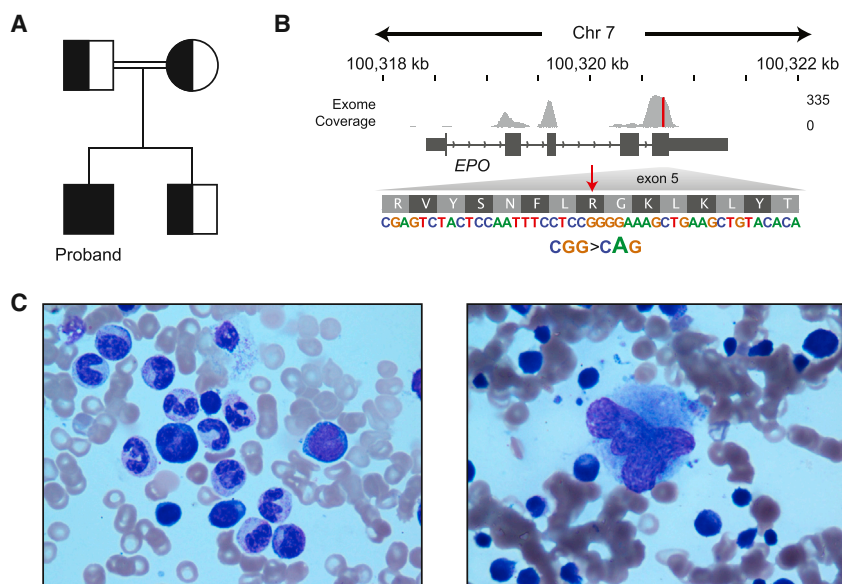 A
Proband
B
Chr 7
100,318 kb 100,320 kb 100,322 kb
Exome
Coverage
335
0
EPO
exon 5
R V Y S N F L R G K L K L Y T
CGAGTCTACTCCAATTTCCTCCGGGGAAAGCTGAAGCTGTACACA
CGG>CAG
C